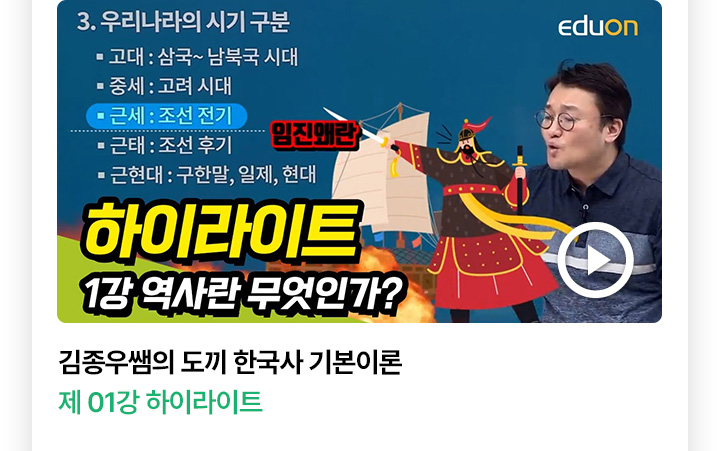 3. 우리나라의 시기 구분
eduon
▪ 고대 : 삼국~ 남북국 시대
▪ 중세 : 고려 시대
▪ 근세 : 조선 전기
임진왜란
▪ 근태 : 조선 후기
▪ 근현대 : 구한말, 일제, 현대
하이라이트
1강 역사란 무엇인가?
김종우쌤의 도끼 한국사 기본이론
제 01강 하이라이트